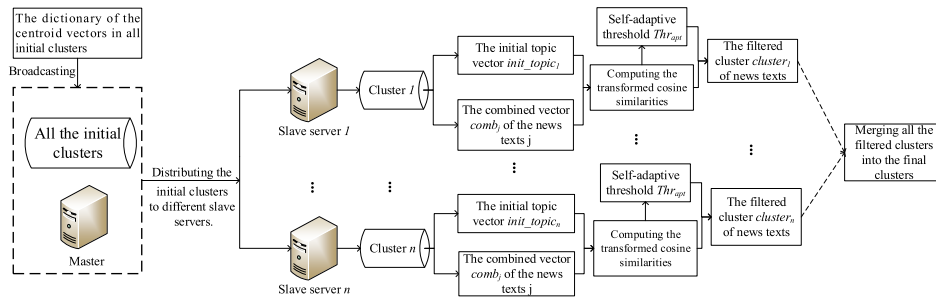 The dictionary of the
centroid vectors in all
initial clusters
Broadcasting
All the initial
clusters
Master
Distributing the
initial clusters
to different slave
servers.
Slave server 1
Cluster 1
The initial topic
vector init_topic1
The combined vector
combj of the news
texts j
Self-adaptive
threshold Thrapt
Computing the
transformed cosine
similarities
The filtered
cluster cluster1
of news texts
Slave server n
Cluster n
The initial topic
vector init_topicn
The combined vector
combj of the news
texts j
Self-adaptive
threshold Thrapt
Computing the
transformed cosine
similarities
The filtered
cluster clustern
of news texts
Merging all the
filtered clusters
into the final
clusters